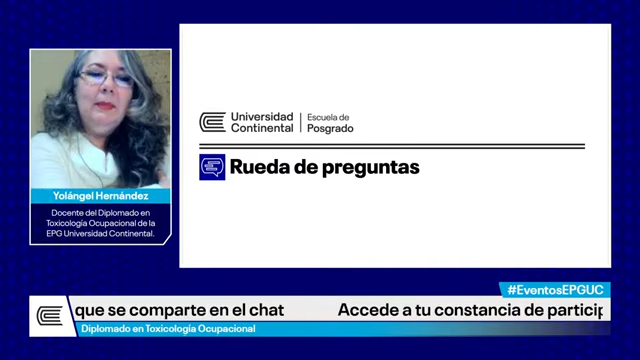 Universidad
Continental
Escuela de
Posgrado
Rueda de preguntas
Yolángel Hernández
Docente del Diplomado en
Toxicología Ocupacional de la
EPG Universidad Continental.
#EventosEPGUC
que se comparte en el chat Accede a tu constancia de particip
Diplomado en Toxicología Ocupacional